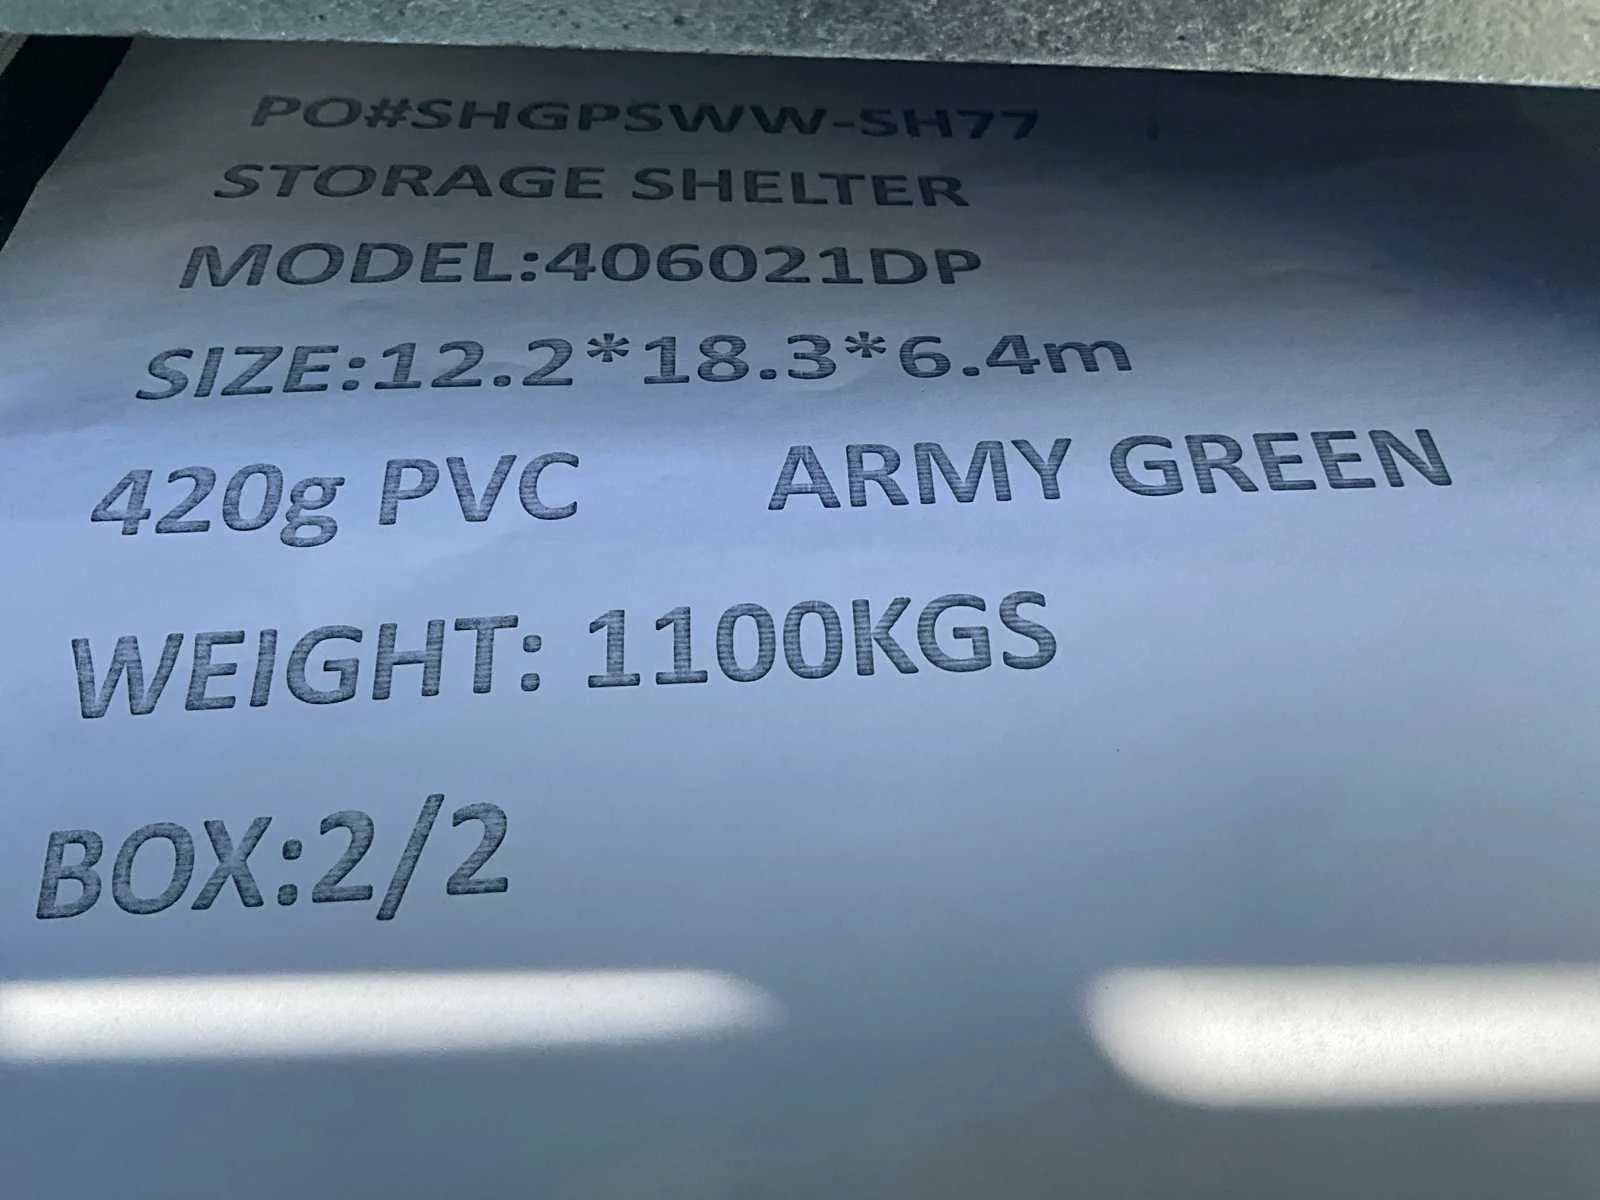 PO#SHGPSWW-SH77
STORAGE SHELTER
MODEL:406021DP
SIZE:12.2*18.3*6.4m
420g PVC ARMY GREEN
WEIGHT: 1100KGS
BOX:2/2